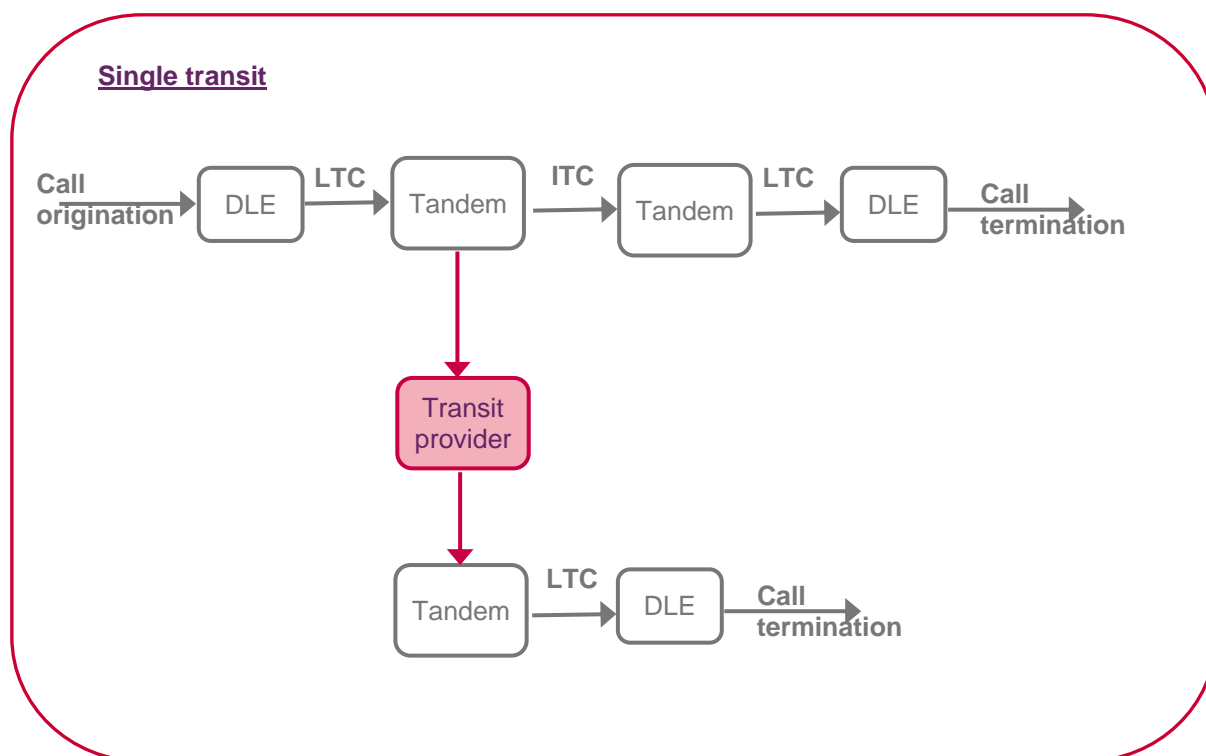 Single transit
Call
origination
DLE
LTC
Tandem
ITC
Tandem
LTC
DLE
Call
termination
Transit
provider
Tandem
LTC
DLE
Call
termination